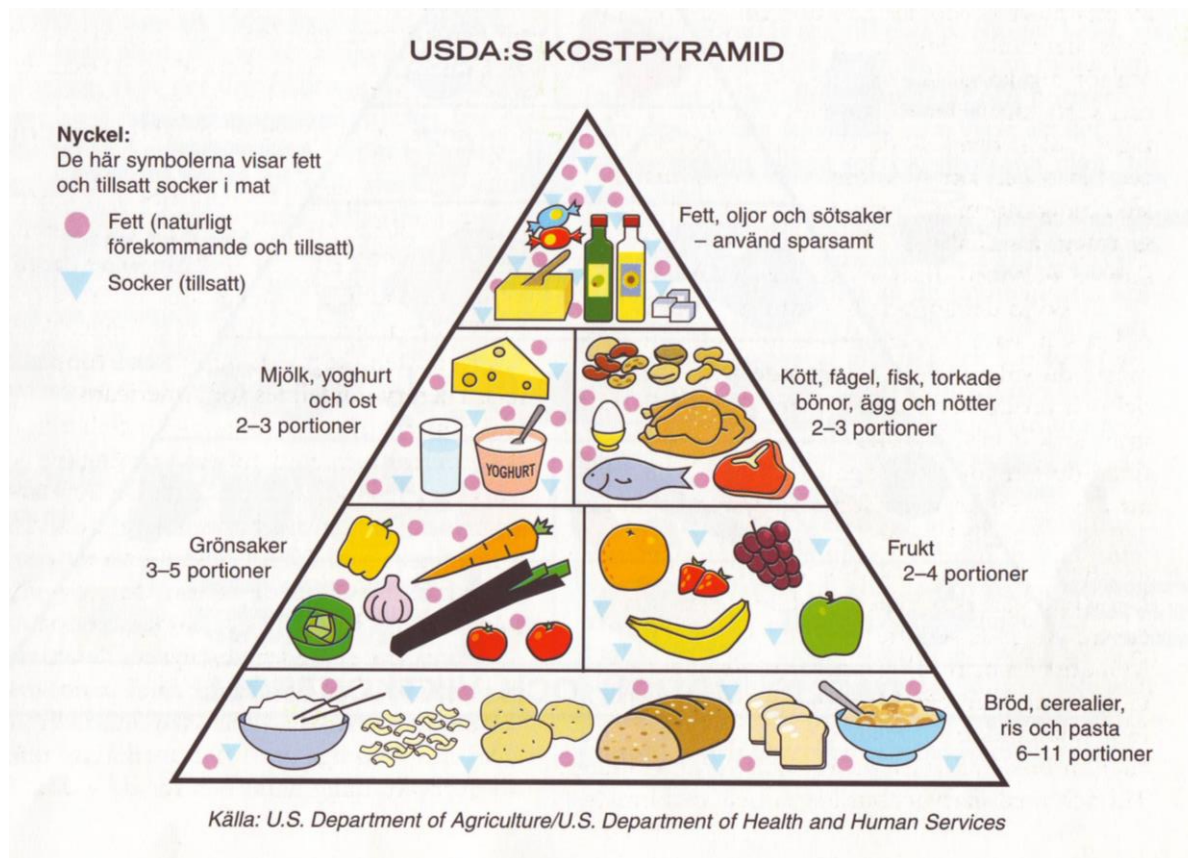 USDA:S KOSTPYRAMID
Nyckel:
De här symbolerna visar fett
och tillsatt socker i mat
Fett (naturligt
förekommande och tillsatt)
Socker (tillsatt)
Fett, oljor och sötsaker
– använd sparsamt
Mjölk, yoghurt
och ost
2–3 portioner
YOGHURT
Kött, fågel, fisk, torkade
bönor, ägg och nötter
2–3 portioner
Grönsaker
3–5 portioner
Frukt
2–4 portioner
Bröd, cerealier,
ris och pasta
6–11 portioner
Källa: U.S. Department of Agriculture/U.S. Department of Health and Human Services